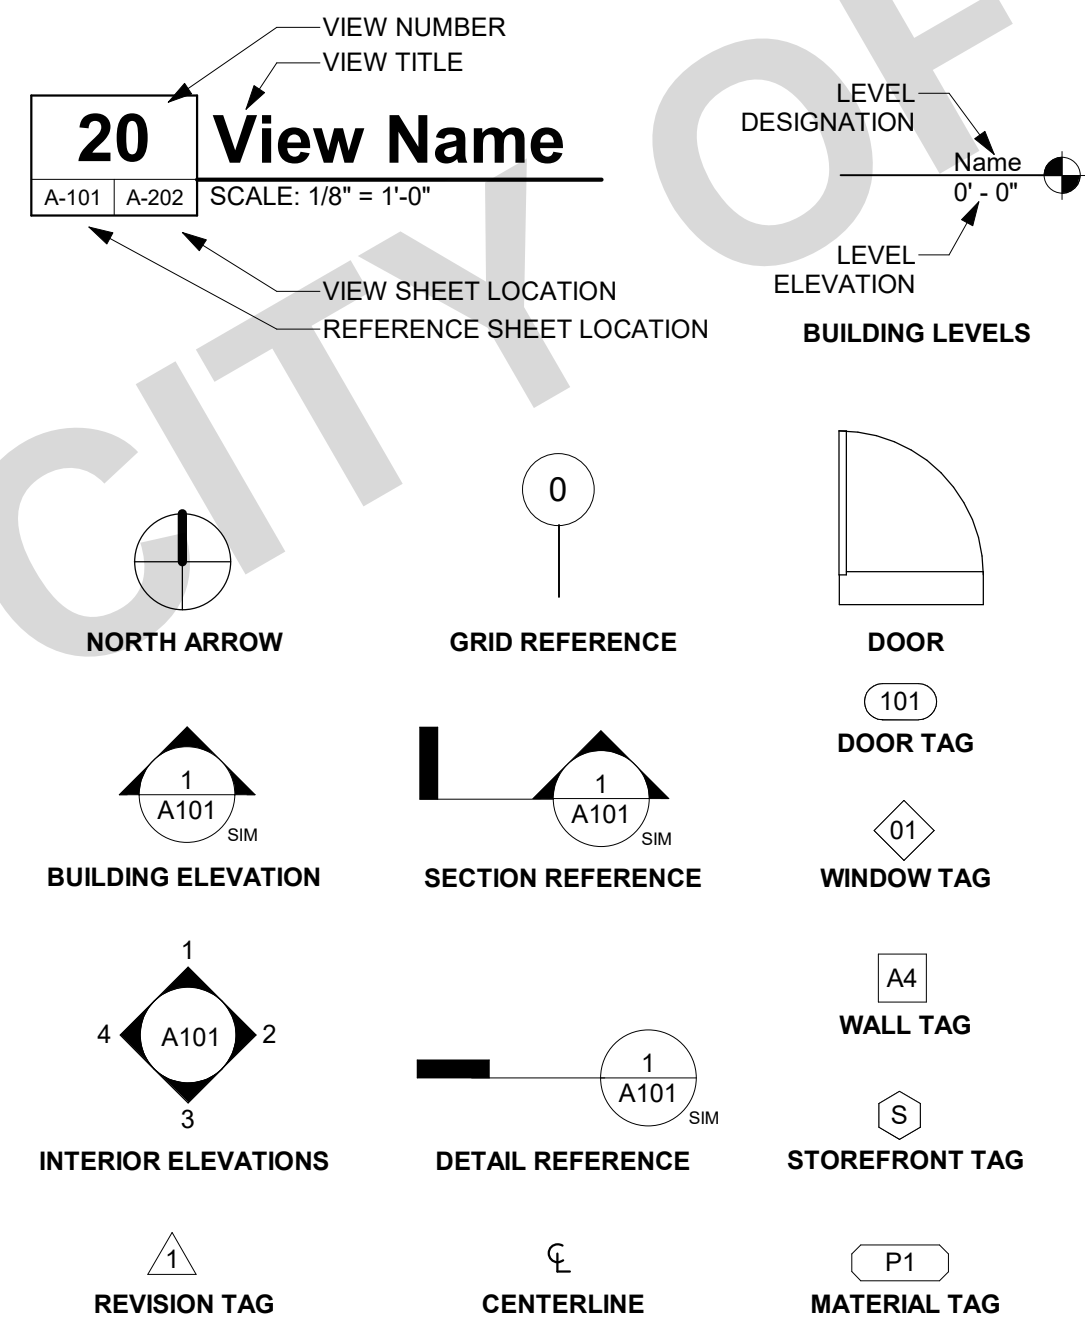 VIEW NUMBER
VIEW TITLE
20
View Name
A-101
A-202
SCALE: 1/8" = 1'-0"
VIEW SHEET LOCATION
REFERENCE SHEET LOCATION
LEVEL
DESIGNATION
Name
0' - 0"
LEVEL
ELEVATION
BUILDING LEVELS
CITY OF
NORTH ARROW
0
GRID REFERENCE
DOOR
101
DOOR TAG
1
A101
SIM
BUILDING ELEVATION
1
A101
SIM
SECTION REFERENCE
01
WINDOW TAG
1
4
A101
2
3
INTERIOR ELEVATIONS
1
A101
SIM
DETAIL REFERENCE
A4
WALL TAG
S
STOREFRONT TAG
1
REVISION TAG
℄
CENTERLINE
P1
MATERIAL TAG